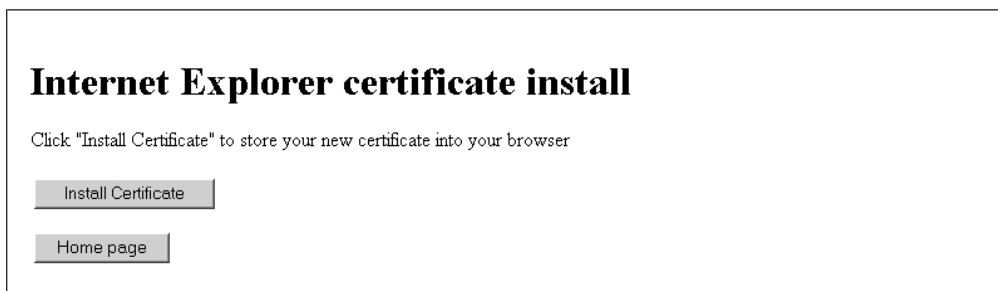 Internet Explorer certificate install
Click "Install Certificate" to store your new certificate into your browser
Install Certificate
Home page